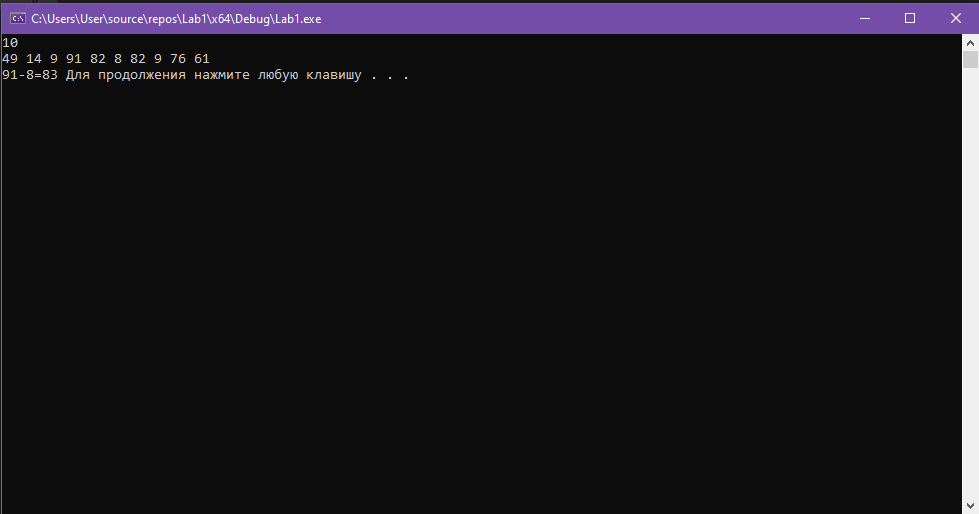 C:\Users\User\source\repos\Lab1\x64\Debug\Lab1.exe
10
49 14 9 91 82 8 82 9 76 61
91-8=83 Для продолжения нажмите любую клавишу . . .